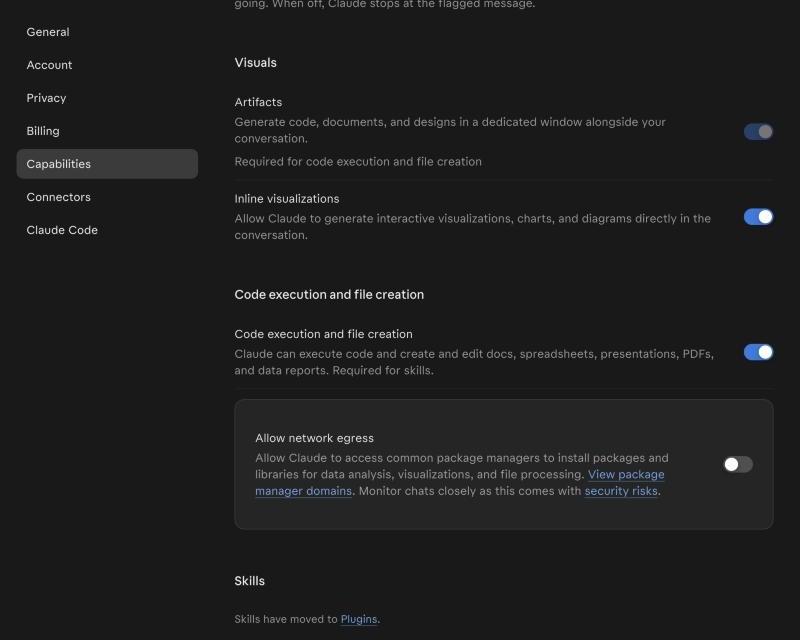 going. When off, Claude stops at the flagged message.
General
Account
Privacy
Billing
Capabilities
Connectors
Claude Code
Visuals
Artifacts
Generate code, documents, and designs in a dedicated window alongside your
conversation.
Required for code execution and file creation
Inline visualizations
Allow Claude to generate interactive visualizations, charts, and diagrams directly in the
conversation.
Code execution and file creation
Code execution and file creation
Claude can execute code and create and edit docs, spreadsheets, presentations, PDFs,
and data reports. Required for skills.
Allow network egress
Allow Claude to access common package managers to install packages and
libraries for data analysis, visualizations, and file processing. View package
manager domains. Monitor chats closely as this comes with security risks.
Skills
Skills have moved to Plugins.